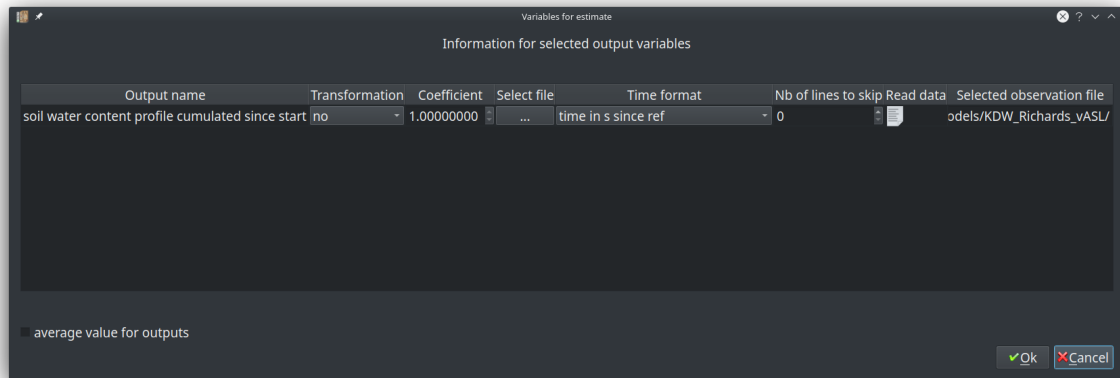 Variables for estimate
Information for selected output variables
Output name Transformation Coefficient Select file Time format Nb of lines to skip Read data Selected observation file
soil water content profile cumulated since start no 1.00000000 ... time in s since ref 0 odels/KDW_Richards_vASL/
average value for outputs
Ok Cancel